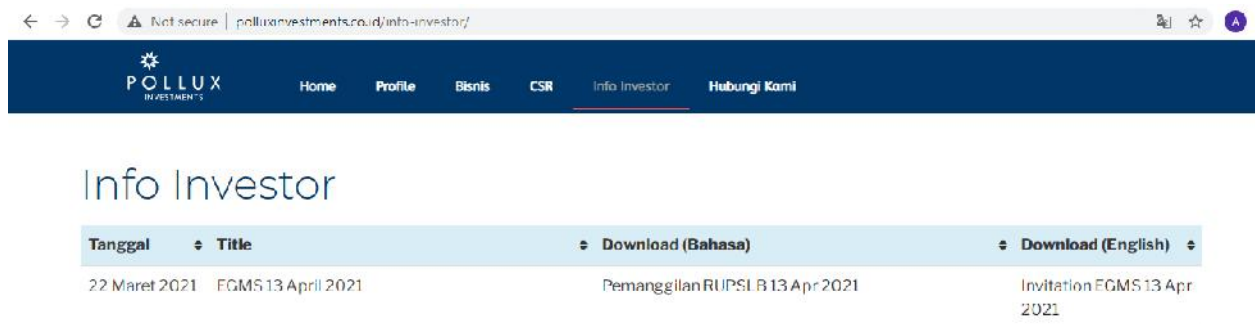 Not secure | polluxinvestments.co.id/info-investor/
A
POLLUX
INVESTMENTS
Home Profile Bisnis CSR Info Investor Hubungi Kami
Info Investor
Tanggal Title Download (Bahasa) Download (English)
22 Maret 2021 EGMS 13 April 2021 Pemanggilan RUPSLB 13 Apr 2021 Invitation EGMS 13 Apr
2021